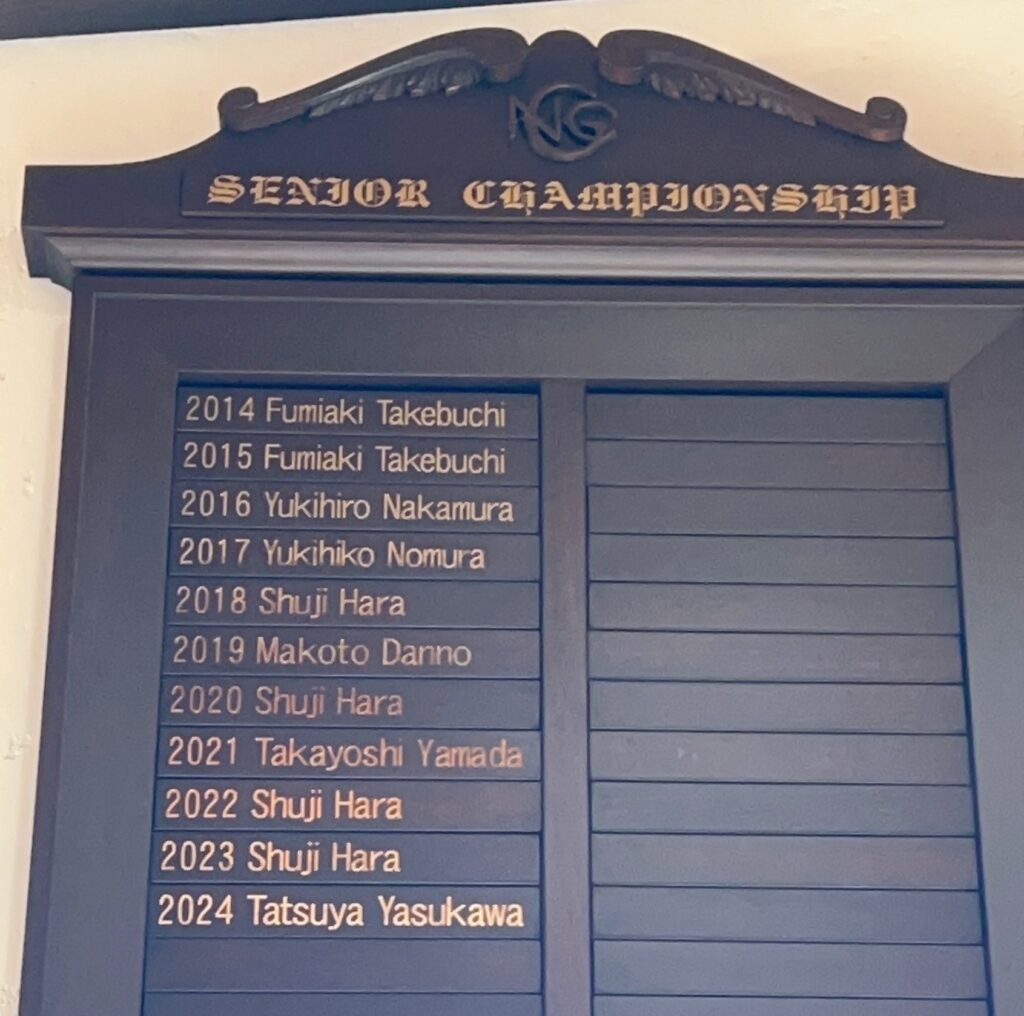 SENIOR CHAMPIONSHIP
2014 Fumiaki Takebuchi
2015 Fumiaki Takebuchi
2016 Yukihiro Nakamura
2017 Yukihiko Nomura
2018 Shuji Hara
2019 Makoto Danno
2020 Shuji Hara
2021 Takayoshi Yamada
2022 Shuji Hara
2023 Shuji Hara
2024 Tatsuya Yasukawa